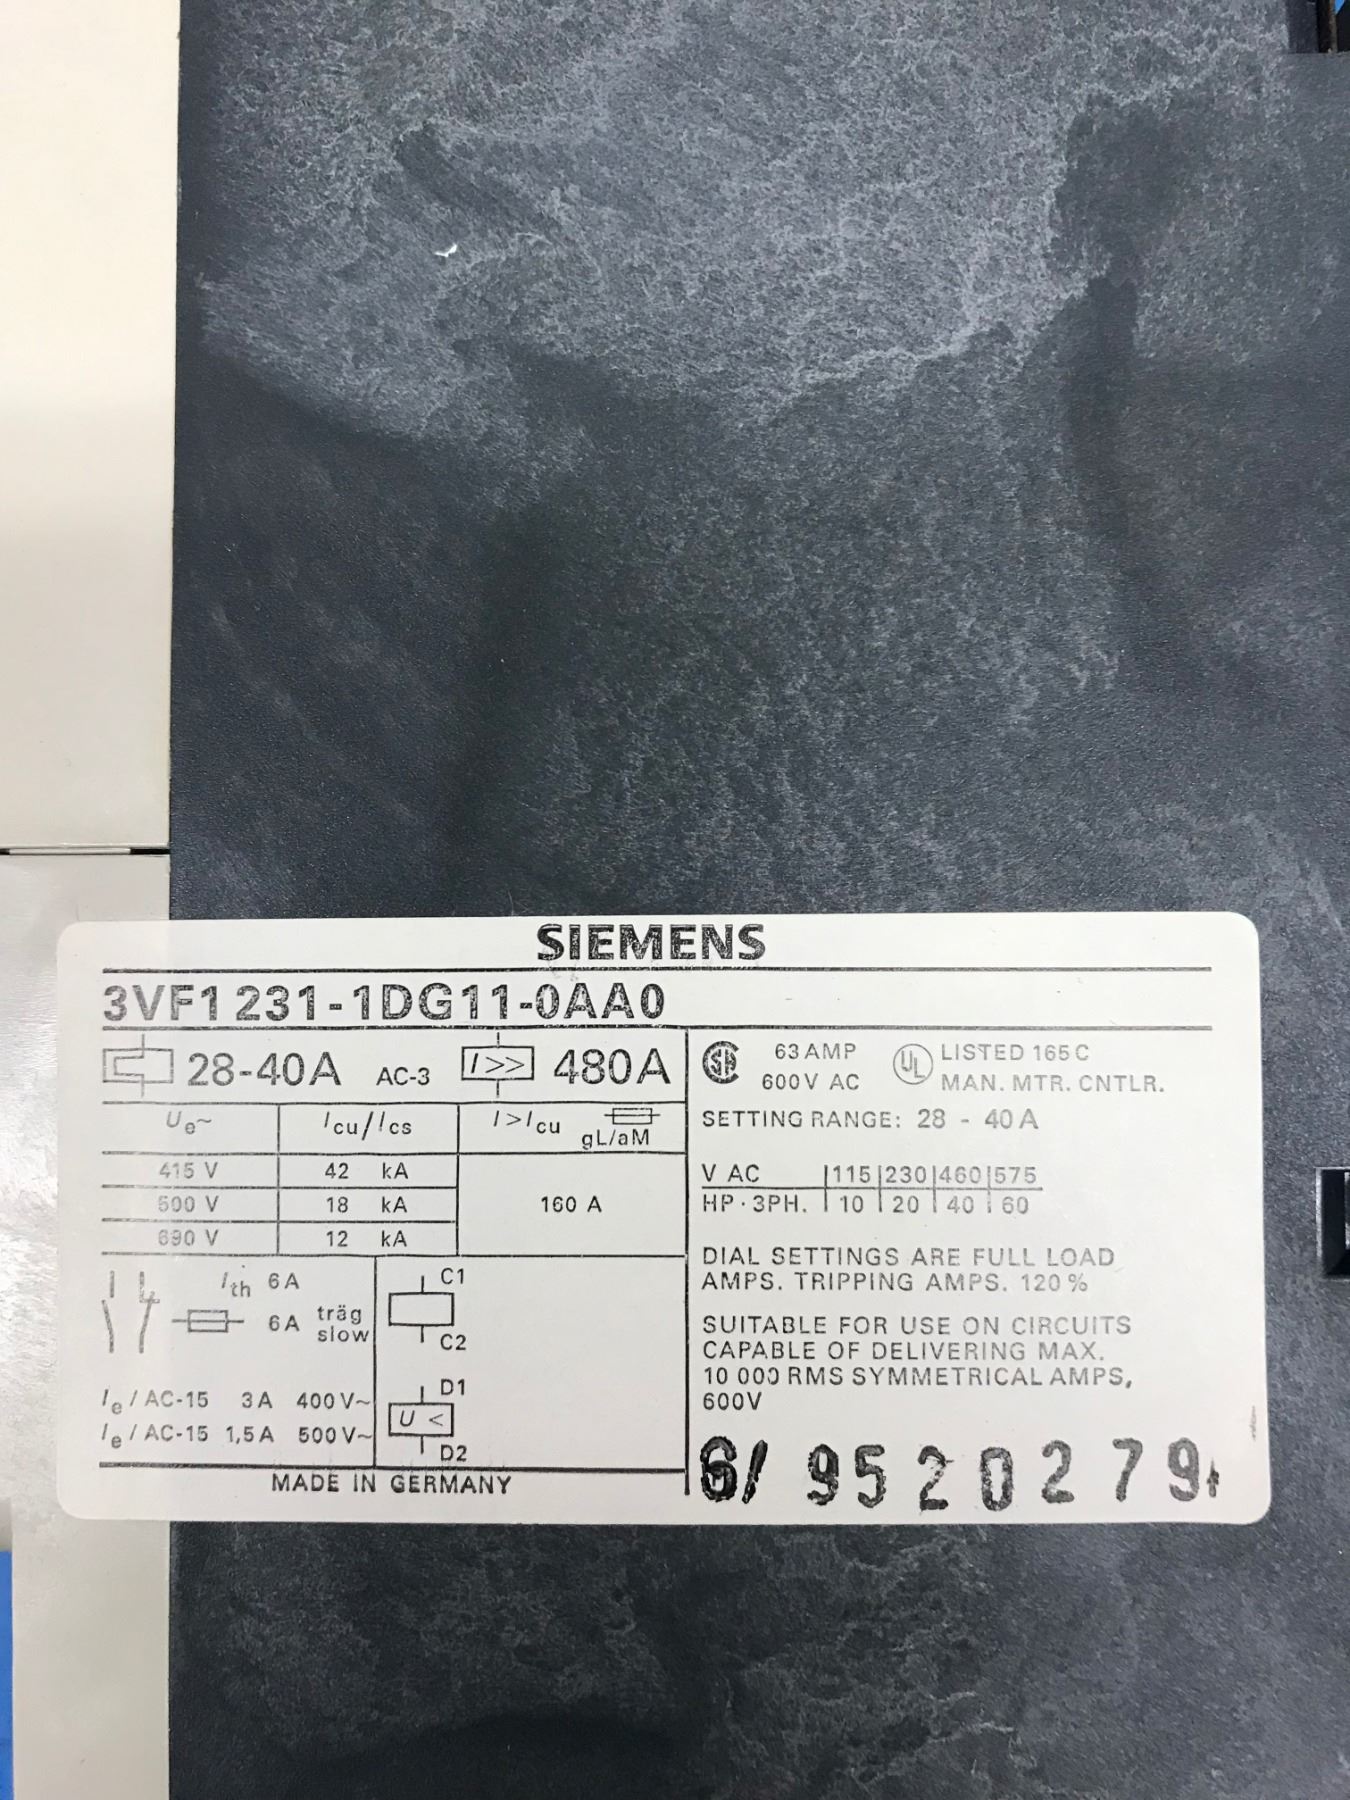 SIEMENS
3VF1 231-1DG11-0AA0
28-40A AC-3 I>> 480A
Ue~ Icu/Ics I>Icu gL/aM
415 V 42 kA
500 V 18 kA 160 A
690 V 12 kA
Ith 6A
6A träg
slow
Ie/AC-15 3A 400V~
Ie/AC-15 1,5A 500V~
C1
C2
D1
U <
D2
MADE IN GERMANY
SA 63 AMP
600V AC
UL LISTED 165C
MAN. MTR. CNTLR.
SETTING RANGE: 28 - 40A
V AC 115 230 460 575
HP·3PH. 10 20 40 60
DIAL SETTINGS ARE FULL LOAD
AMPS. TRIPPING AMPS. 120%
SUITABLE FOR USE ON CIRCUITS
CAPABLE OF DELIVERING MAX.
10 000 RMS SYMMETRICAL AMPS,
600V
6/ 9520279